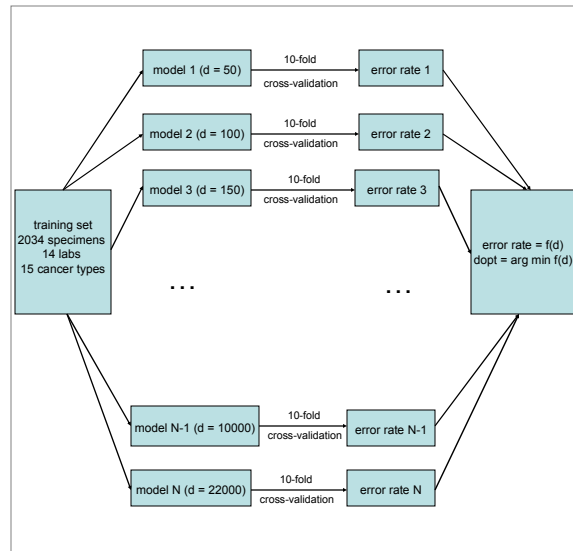 10-fold
model 1 (d = 50)
error rate 1
cross-validation
10-fold
model 2 (d = 100)
error rate 2
cross-validation
10-fold
model 3 (d = 150)
error rate 3
cross-validation
training set
2034 specimens
14 labs
15 cancer types
error rate = f(d)
dopt = arg min f(d)
...
...
10-fold
model N-1 (d = 10000)
error rate N-1
cross-validation
10-fold
model N (d = 22000)
error rate N
cross-validation